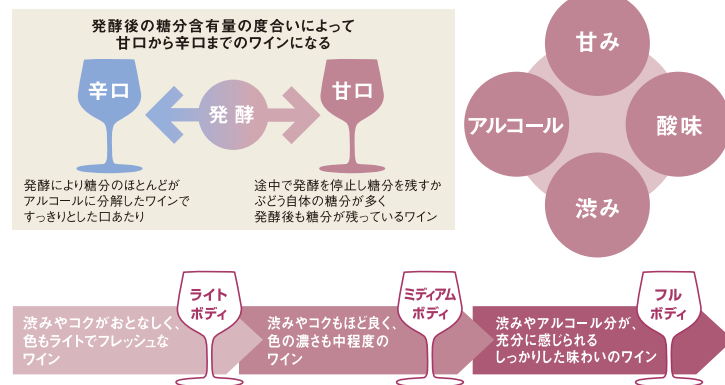 発酵後の糖分含有量の度合いによって
甘口から辛口までのワインになる
辛口
発酵
甘口
発酵により糖分のほとんどが
アルコールに分解したワインで
すっきりとした口あたり
途中で発酵を停止し糖分を残すか
ぶどう自体の糖分が多く
発酵後も糖分が残っているワイン
甘み
アルコール
酸味
渋み
ライト
ボディ
渋みやコクがおとなしく、
色もライトでフレッシュな
ワイン
ミディアム
ボディ
渋みやコクもほど良く、
色の濃さも中程度の
ワイン
フル
ボディ
渋みやアルコール分が、
充分に感じられる
しっかりした味わいのワイン